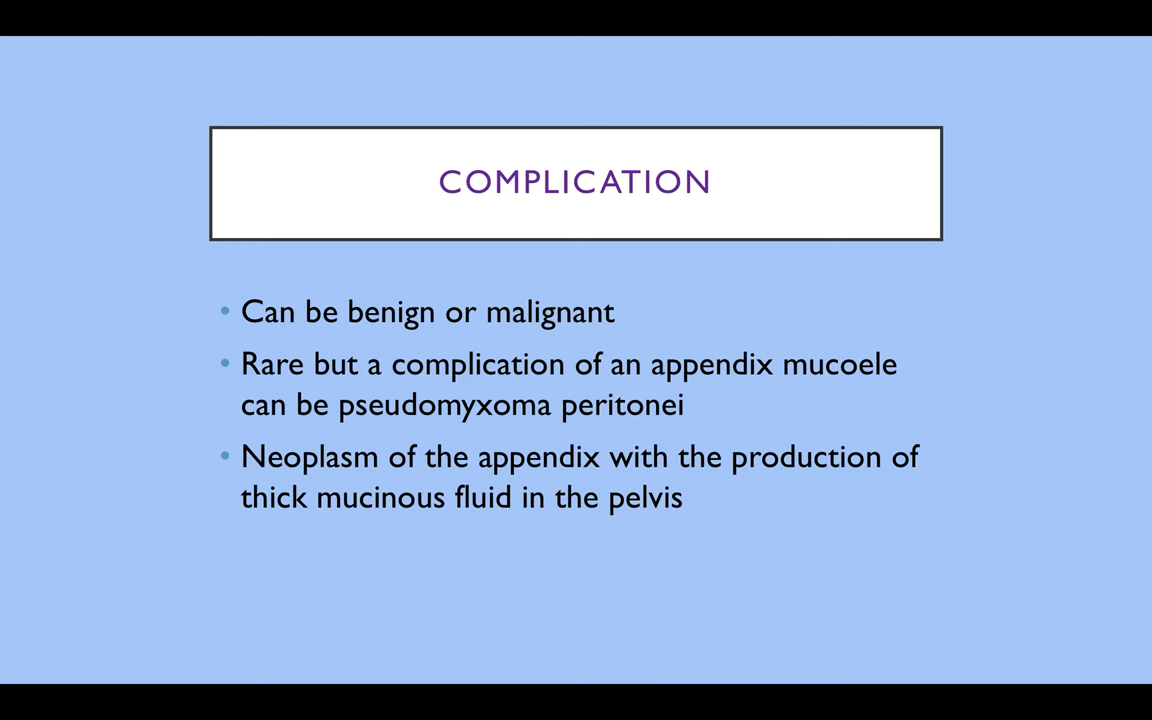 COMPLICATION
• Can be benign or malignant
• Rare but a complication of an appendix mucoele
can be pseudomyxoma peritonei
• Neoplasm of the appendix with the production of
thick mucinous fluid in the pelvis